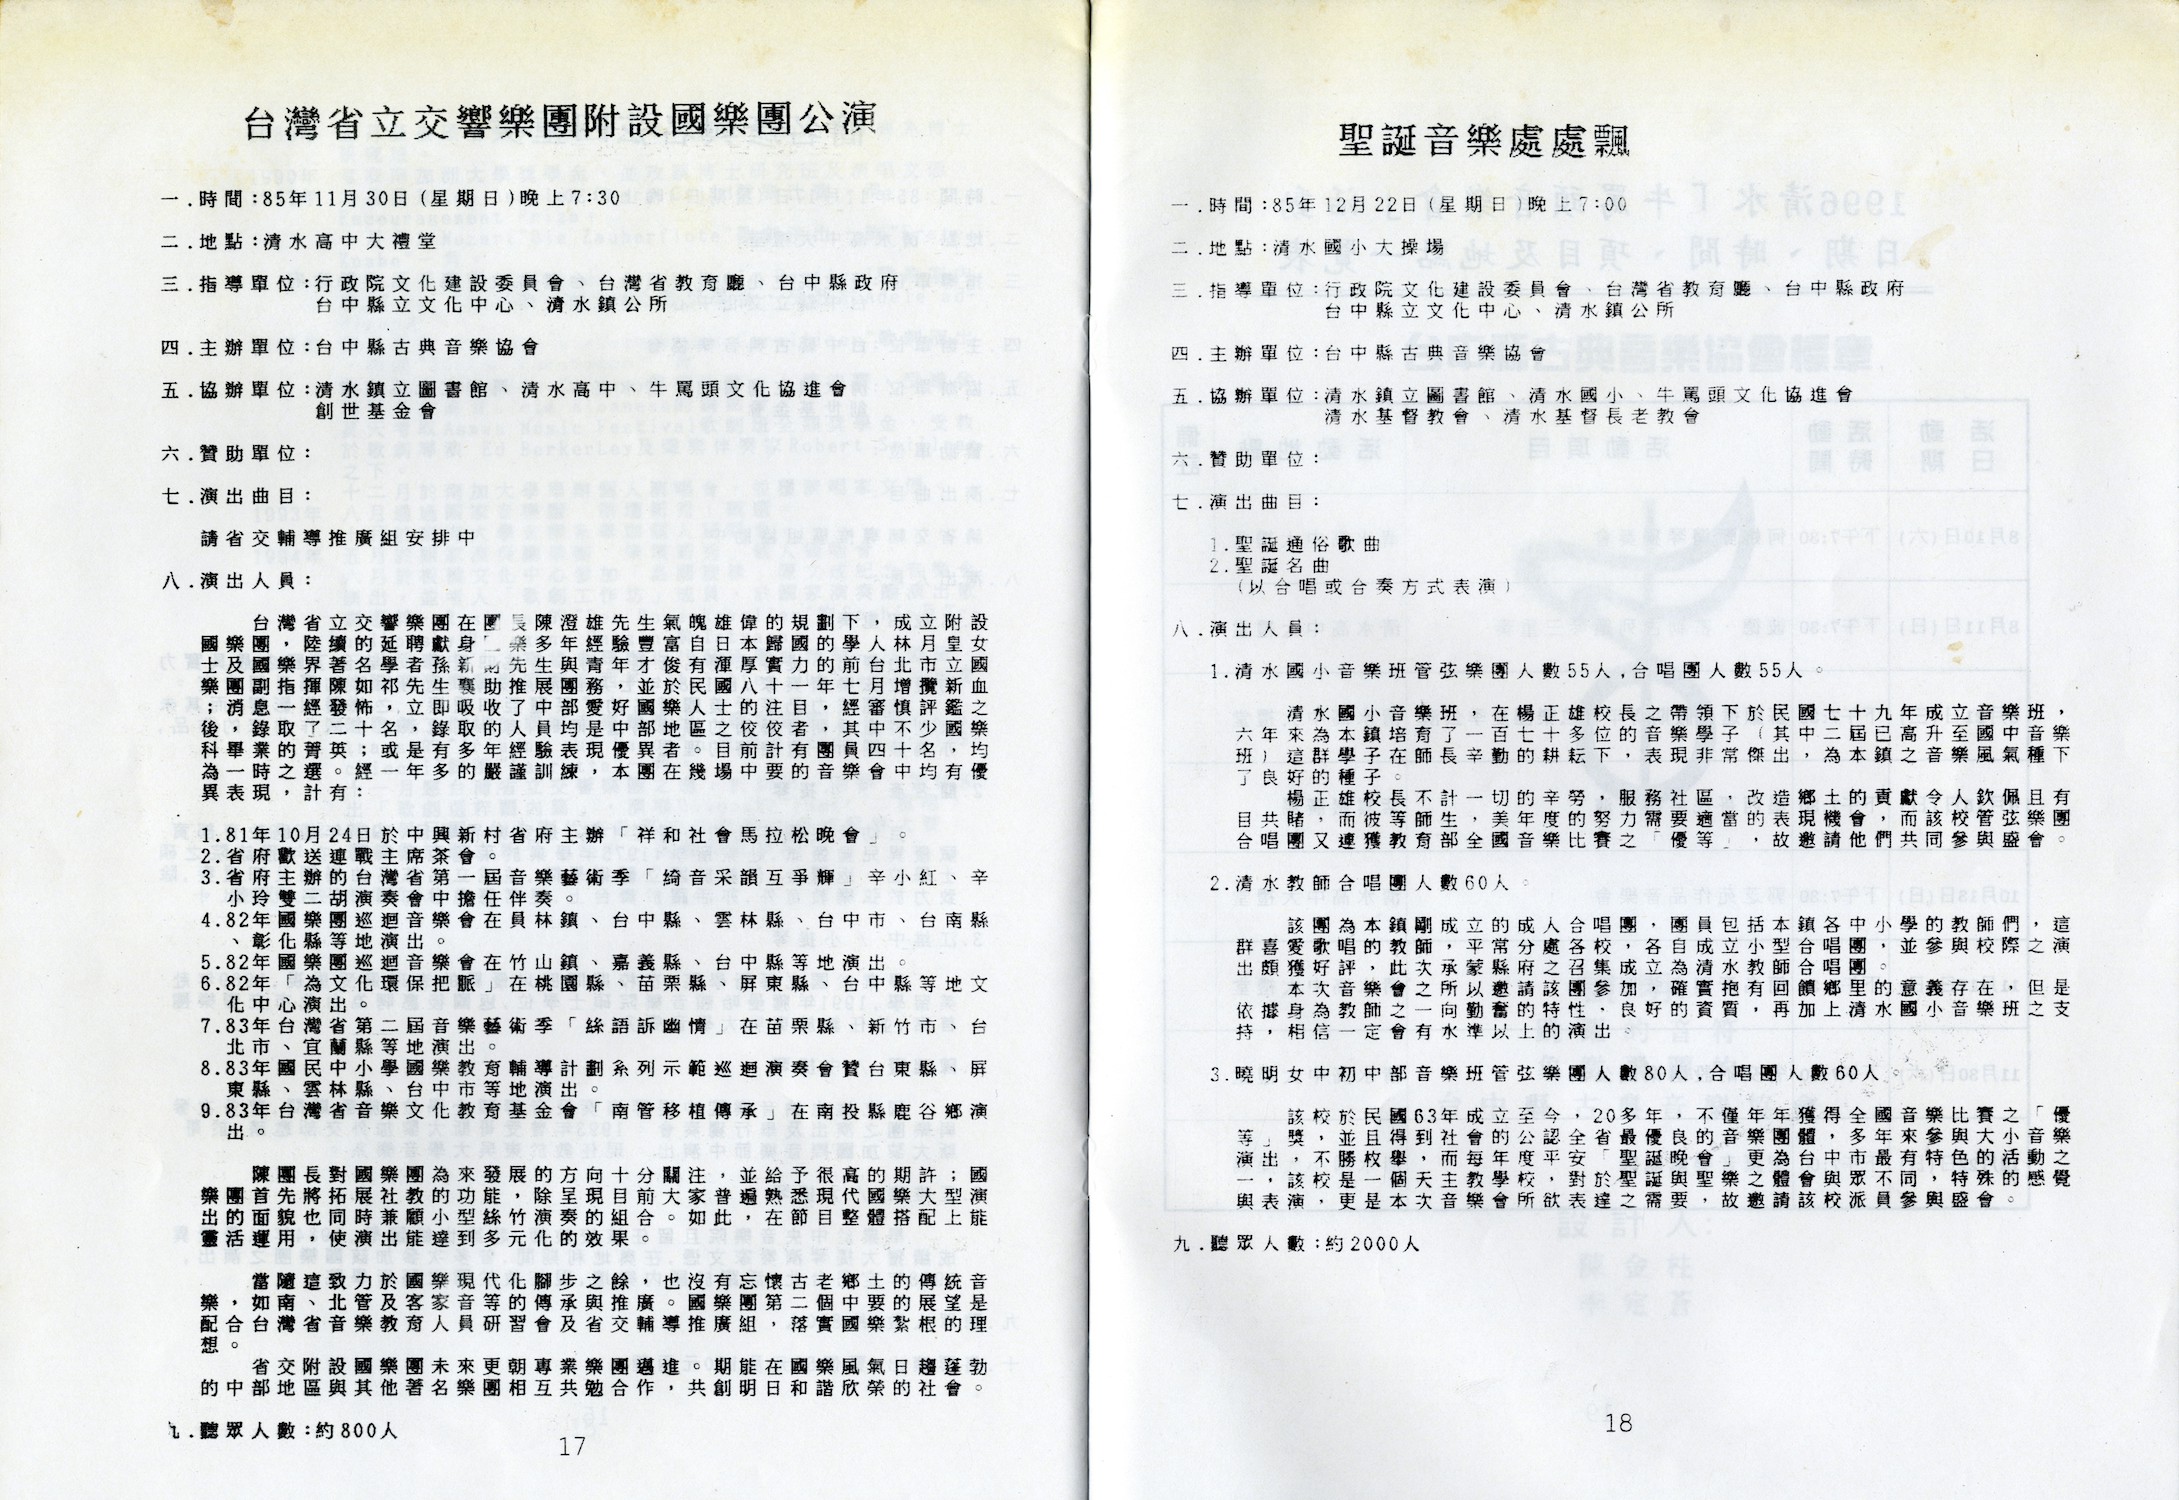 台灣省立交響樂團附設國樂團公演
一.時間:85年11月30日(星期日)晚上7:30
二.地點:清水高中大禮堂
三.指導單位:行政院文化建設委員會、台灣省教育廳、台中縣政府
台中縣立文化中心、清水鎮公所
四.主辦單位:台中縣古典音樂協會
五.協辦單位:清水鎮立圖書館、清水高中、牛罵頭文化協進會
創世基金會
六.贊助單位:
七.演出曲目:
請省交輔導推廣組安排中
八.演出人員:
台灣省立交響樂團在團長陳澄雄先生氣魄雄偉的規劃下，成立附設
國樂團，陸續的延聘獻身 樂多年經驗豐富自日本歸國的學人林月皇女
士及國樂界著名學者孫新財先生與青年才俊有渾厚實力的前台北市立國
樂團副指揮陳如祁先生襄助推展團務，並於民國八十一年七月增攬新血
；消息一經發怖，立即吸收了中部愛好國樂人士的注目，經審慎評鑑之
後，錄取了二十名，錄取的人員均是中部地區之佼佼者，其中不少國樂
科畢業的菁英；或是有多年經驗表現優異者。目前計有團員四十名，均
為一時之選。經一年多的嚴謹訓練，本團在幾場中要的音樂會中均有優
異表現，計有:
1.81年10月24日於中興新村省府主辦「祥和社會馬拉松晚會」。
2.省府歡送連戰主席茶會。
3.省府主辦的台灣省第一屆音樂藝術季「綺音采韻互爭輝」辛小紅、辛
小玲雙二胡演奏會中擔任伴奏。
4.82年國樂團巡迴音樂會在員林鎮、台中縣、雲林縣、台中市、台南縣
、彰化縣等地演出。
5.82年國樂團巡迴音樂會在竹山鎮、嘉義縣、台中縣等地演出。
6.82年「為文化環保把脈」在桃園縣、苗栗縣、屏東縣、台中縣等地文
化中心演出。
7.83年台灣省第二屆音樂藝術季「絲語訴幽情」在苗栗縣、新竹市、台
北市、宜蘭縣等地演出。
8.83年國民中小學國樂教育輔導計劃系列示範巡迴演奏會贊台東縣、屏
東縣、雲林縣、台中市等地演出。
9.83年台灣省音樂文化教育基金會「南管移植傳承」在南投縣鹿谷鄉演
出。
陳團長對國樂團為來發展的方向十分關注，並給予很高的期許；國
樂團首先將拓展社教的功能，除呈現目前大家普遍熟悉現代國樂大型演
出的面貌也同時兼顧小型絲竹演奏的組合。如此，在節目整體搭配上能
靈活運用，使演出能達到多元化的效果。
當隨這致力於國樂現代化腳步之餘，也沒有忘懷古老鄉土的傳統音
樂，如南、北管及客家音等的傳承與推廣。國樂團第二個中要的展望是
配合台灣省音樂教育人員研習會及省交輔導推廣組，落實國樂紮根的理
想。
省交附設國樂團未來更朝專業樂團邁進。期能在國樂風氣日趨蓬勃
的中部地區與其他著名樂團相互共勉合作，共創明日和諧欣榮的社會。
九.聽眾人數:約800人
17
聖誕音樂處處飄
一.時間:85年12月22日(星期日)晚上7:00
二.地點:清水國小大操場
三.指導單位:行政院文化建設委員會、台灣省教育廳、台中縣政府
台中縣立文化中心、清水鎮公所
四.主辦單位:台中縣古典音樂協會
五.協辦單位:清水鎮立圖書館、清水國小、牛罵頭文化協進會
清水基督教會、清水基督長老教會
六.贊助單位:
七.演出曲目:
1.聖誕通俗歌曲
2.聖誕名曲
(以合唱或合奏方式表演)
八.演出人員:
1.清水國小音樂班管弦樂團人數55人,合唱團人數55人。
清水國小音樂班，在楊正雄校長之帶領下於民國七十九年成立音樂班，
六年來為本鎮培育了一百七十多位的音樂學子(其中二屆已高升至國中音樂
班)這群學子在師長辛勤的耕耘下，表現非常傑出，為本鎮之音樂風氣種下
了良好的種子。
楊正雄校長不計一切的辛勞，服務社區，改造鄉土的貢獻令人欽佩且有
目共睹，而彼等師生，美年度的努力需要適當的表現機會，而該校管弦樂團
合唱團又連獲教育部全國音樂比賽之「優等」，故邀請他們共同參與盛會。
2.清水教師合唱團人數60人。
該團為本鎮剛成立的成人合唱團，團員包括本鎮各中小學的教師們，這
群喜愛歌唱的教師，平常分處各校，各自成立小型合唱團，並參與校際之演
出頗獲好評，此次承蒙縣府之召集成立為清水教師合唱團。
本次音樂會之所以邀請該團參加，確實抱有回饋鄉里的意義存在，但是
依據身為教師之一向勤奮的特性、良好的資質，再加上清水國小音樂班之支
持，相信一定會有水準以上的演出。
3.曉明女中初中部音樂班管弦樂團人數80人,合唱團人數60人。
該校於民國63年成立至今，20多年，不僅年年獲得全國音樂比賽之「優
等」獎，並且得到社會的公認全省最優良的音樂團體，多年來參與大小音樂
演出，不勝枚舉，而每年度平安「聖誕晚會」更為台中市最有特色的活動之
一，該校是一個天主教學校，對於聖誕與聖樂之體會與眾不同，特殊的感覺
與表演，更是本次音樂會所欲表達之需要，故邀請該校派員參與盛會。
九.聽眾人數:約2000人
18